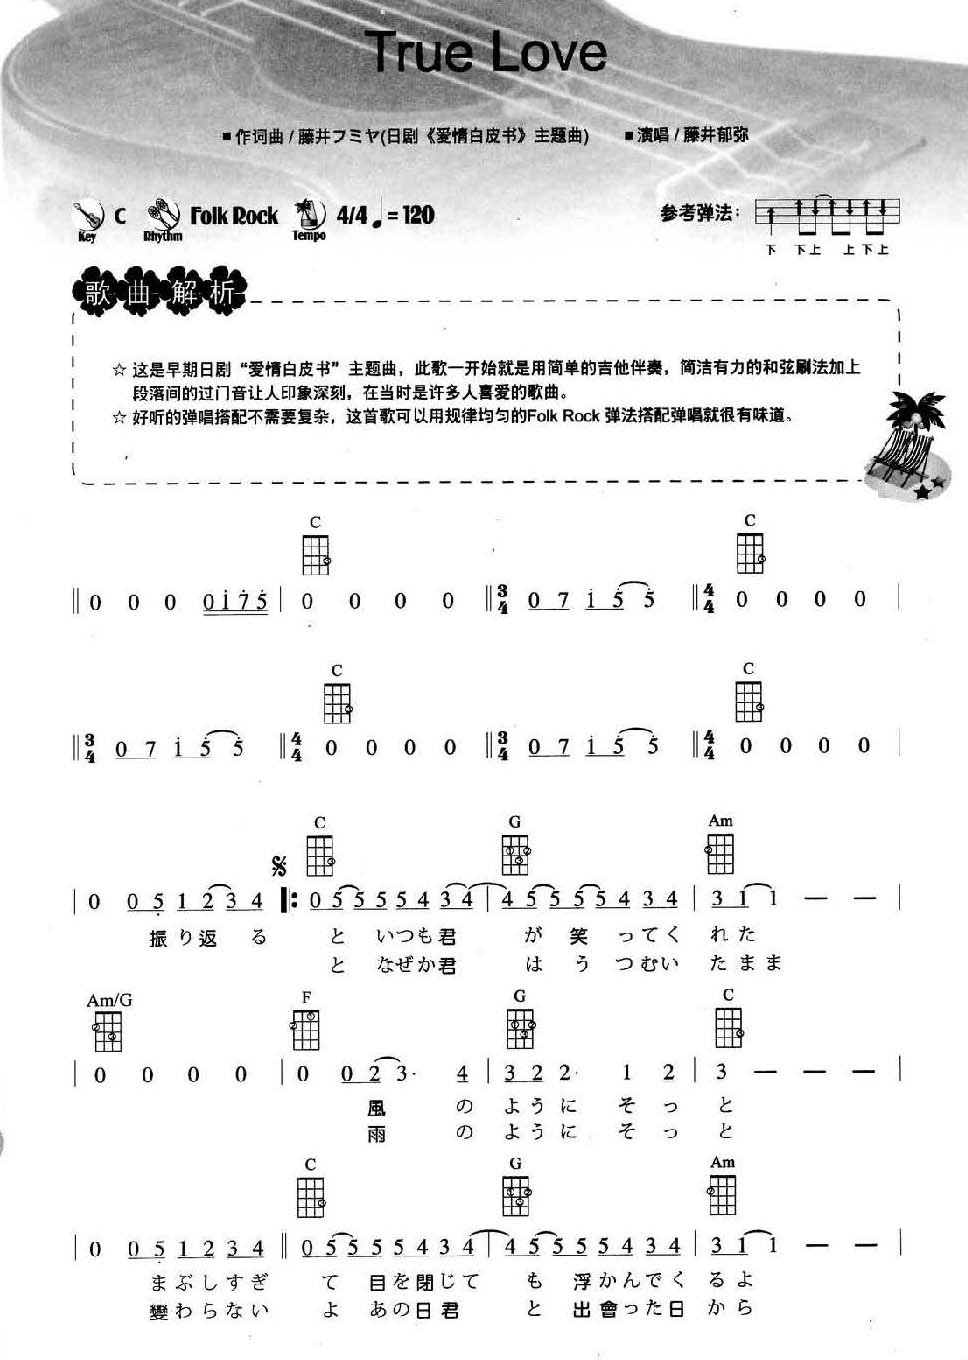 True Love
■ 作词曲 / 藤井フミヤ(日剧《爱情白皮书》主题曲) ■ 演唱 / 藤井郁弥
Key C Rhythm Folk Rock Tempo 4/4 ♩= 120 参考弹法：
下 下上 上下上
歌曲解析
☆ 这是早期日剧“爱情白皮书”主题曲，此歌一开始就是用简单的吉他伴奏，简洁有力的和弦刷法加上
段落间的过门音让人印象深刻，在当时是许多人喜爱的歌曲。
☆ 好听的弹唱搭配不需要复杂，这首歌可以用规律均匀的Folk Rock 弹法搭配弹唱就很有味道。
C C
‖ 0 0 0 0 1 7 5 | 0 0 0 0 ‖ 3/4 0 7 1 5 5 ‖ 4/4 0 0 0 0 |
C C
‖ 3/4 0 7 1 5 5 ‖ 4/4 0 0 0 0 ‖ 3/4 0 7 1 5 5 ‖ 4/4 0 0 0 0 |
C G Am
| 0 0 5 1 2 3 4 ‖: 0 5 5 5 5 4 3 4 | 4 5 5 5 5 4 3 4 | 3 1 1 — — |
振り返る と いつも君 が 笑ってく れた
と なぜか君 は うつむい たまま
Am/G F G C
| 0 0 0 0 | 0 0 2 3· 4 | 3 2 2· 1 2 | 3 — — — |
風 の ように そっ と
雨 の ように そっ と
C G Am
| 0 0 5 1 2 3 4 ‖ 0 5 5 5 5 4 3 4 | 4 5 5 5 5 4 3 4 | 3 1 1 — — |
まぶしすぎ て 目を閉じて も 浮かんでく るよ
變わらない よ あの日君 と 出會った日 から